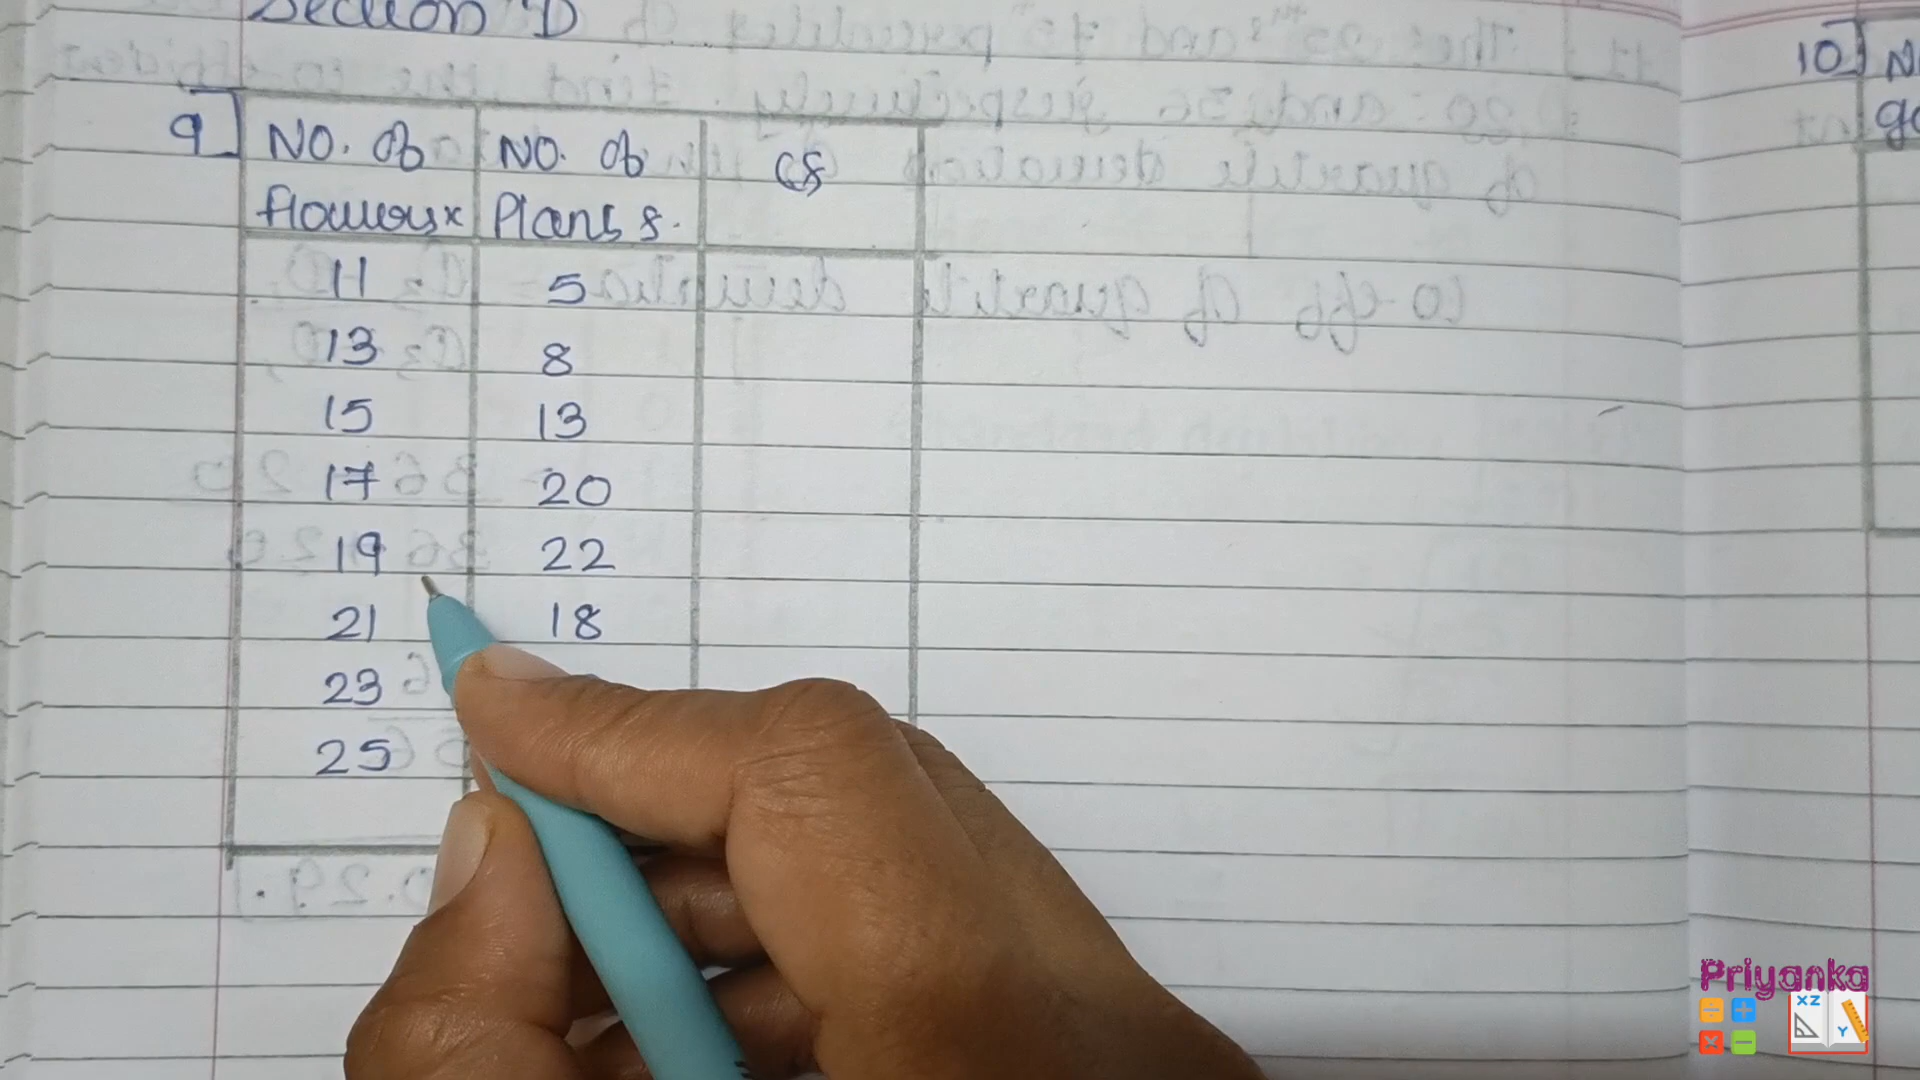 Section D
9] NO. of NO. of cf
flowers x Plants f.
11 5
13 8
15 13
17 20
19 22
21 18
23
25
10]
Priyanka
XZ
Y